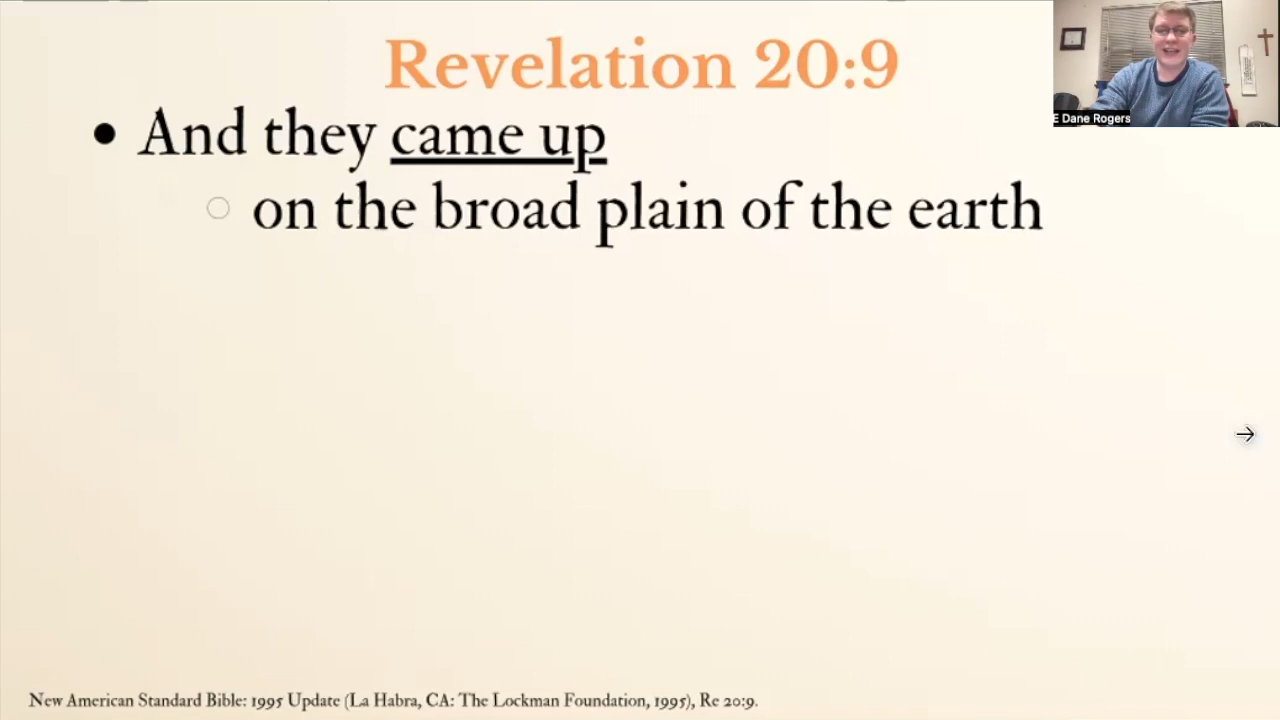 Revelation 20:9
• And they came up
○ on the broad plain of the earth
E Dane Rogers
New American Standard Bible: 1995 Update (La Habra, CA: The Lockman Foundation, 1995), Re 20:9.